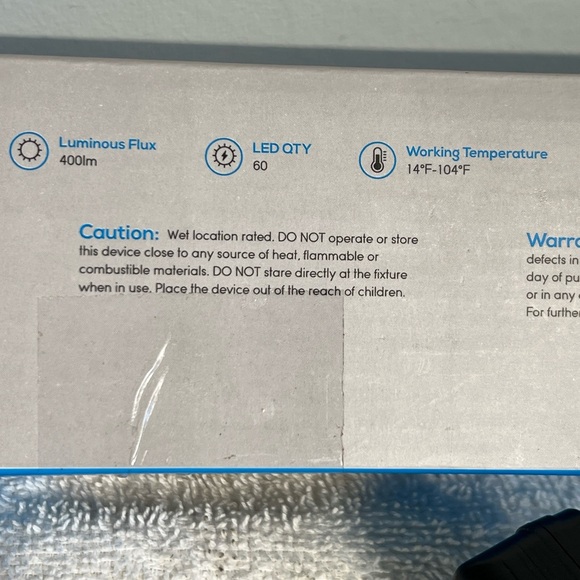 Luminous Flux
400lm
LED QTY
60
Working Temperature
14°F-104°F
Caution: Wet location rated. DO NOT operate or store
this device close to any source of heat, flammable or
combustible materials. DO NOT stare directly at the fixture
when in use. Place the device out of the reach of children.
defects in
day of pu
or in any
For further